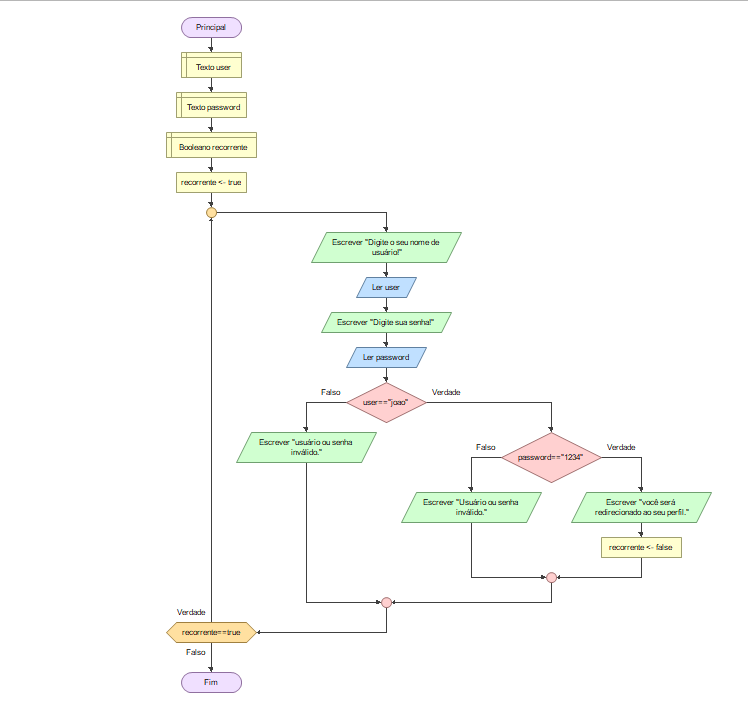 Principal
Texto user
Texto password
Booleano recorrente
recorrente <- true
Escrever "Digite o seu nome de
usuário!"
Ler user
Escrever "Digite sua senha!"
Ler password
Falso
Verdade
user=="joao"
Escrever "usuário ou senha
inválido."
Falso
Verdade
password=="1234"
Escrever "Usuário ou senha
inválido."
Escrever "você será
redirecionado ao seu perfil."
recorrente <- false
Verdade
recorrente==true
Falso
Fim